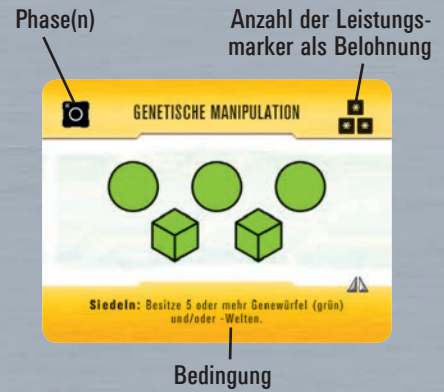 Phase(n)
Anzahl der Leistungs-
marker als Belohnung
GENETISCHE MANIPULATION
Siedeln: Besitze 5 oder mehr Genewürfel (grün)
und/oder -Welten.
Bedingung